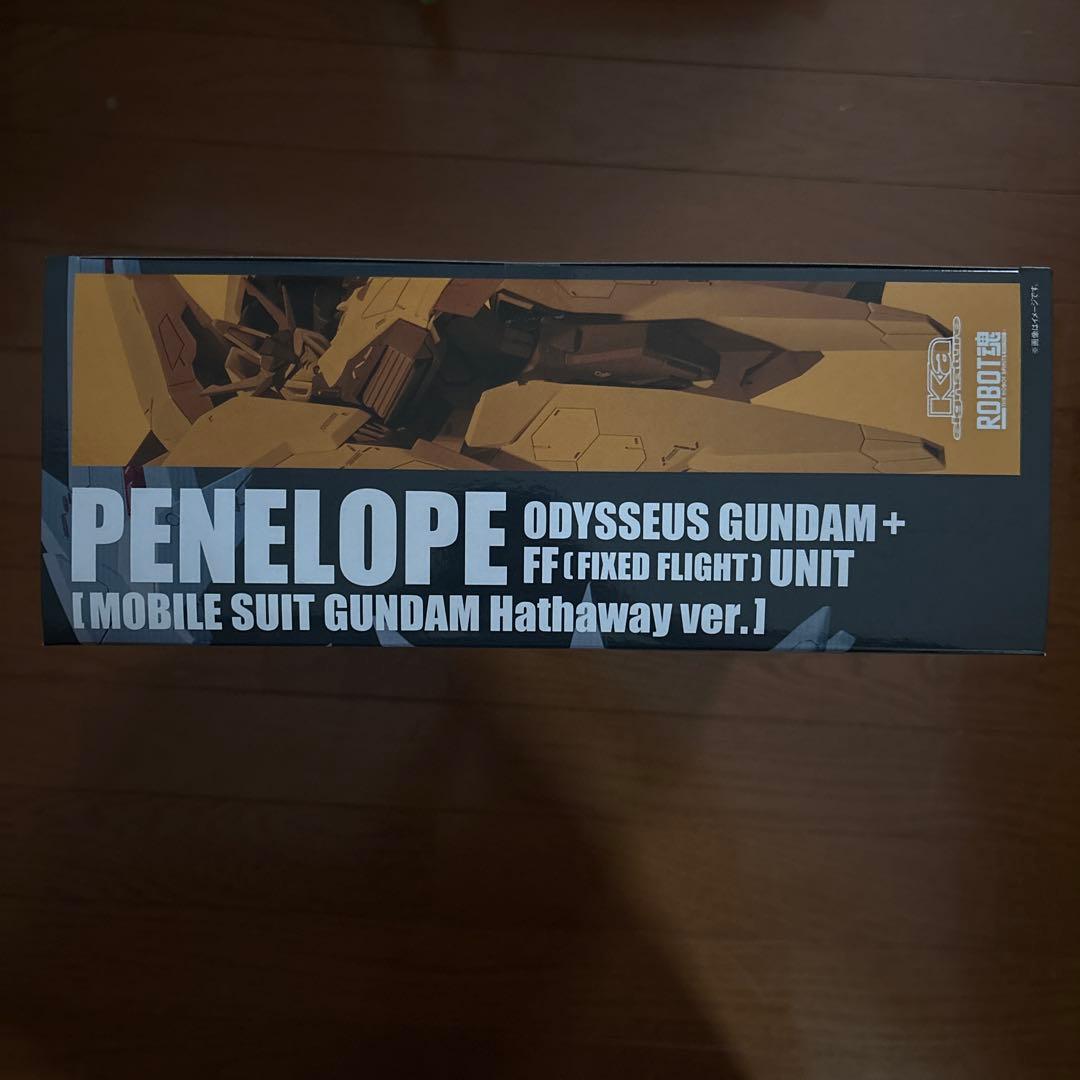 Ka signature
ROBOT魂
※画像はイメージです。
PENELOPE ODYSSEUS GUNDAM +
FF (FIXED FLIGHT) UNIT
[MOBILE SUIT GUNDAM Hathaway ver.]